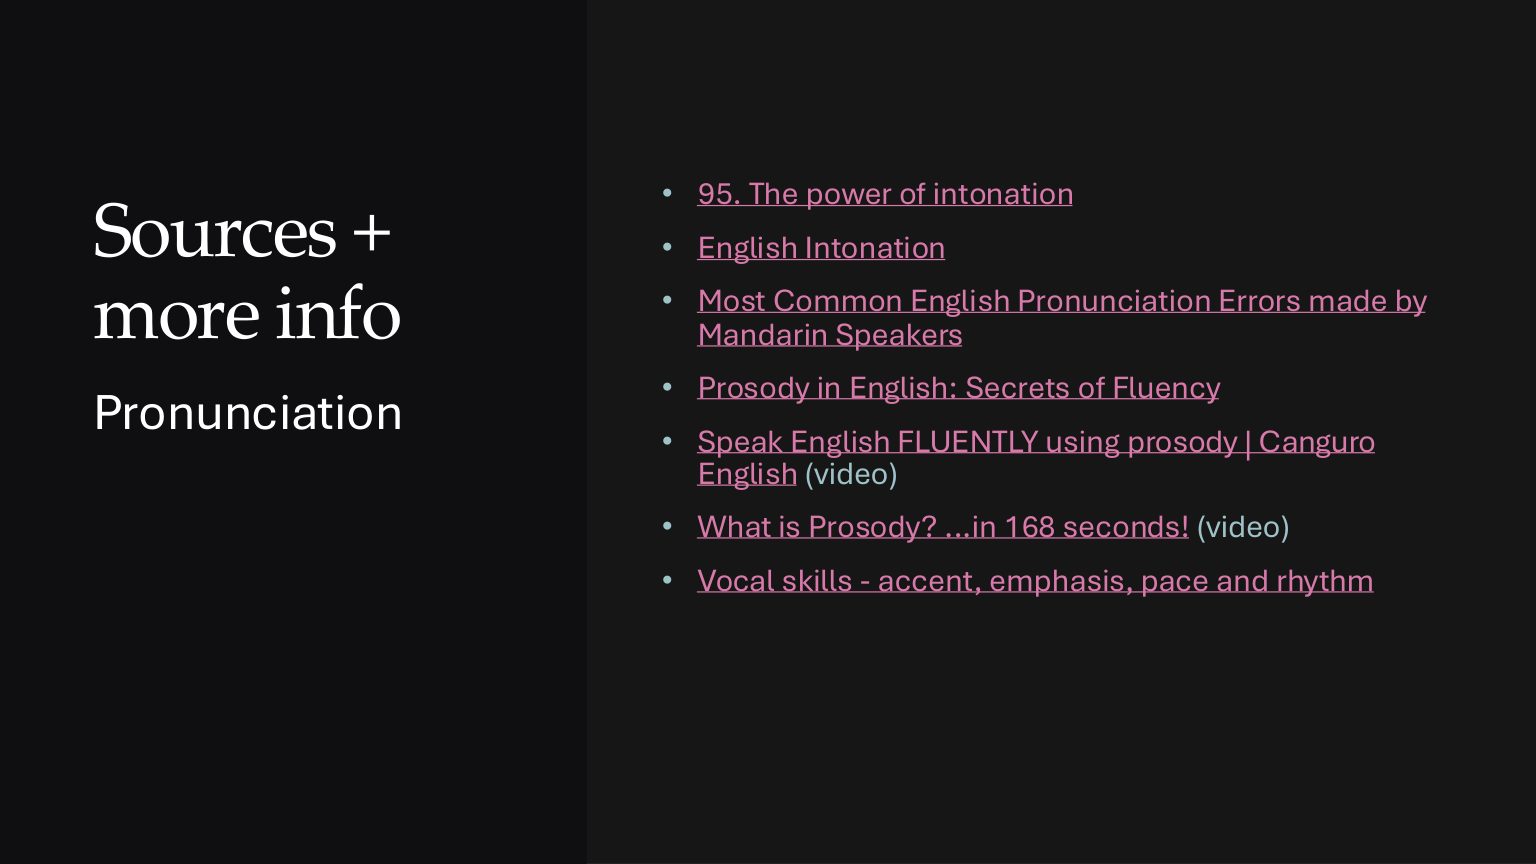 Sources +
more info
Pronunciation
• 95. The power of intonation
• English Intonation
• Most Common English Pronunciation Errors made by
Mandarin Speakers
• Prosody in English: Secrets of Fluency
• Speak English FLUENTLY using prosody | Canguro
English (video)
• What is Prosody? ...in 168 seconds! (video)
• Vocal skills - accent, emphasis, pace and rhythm